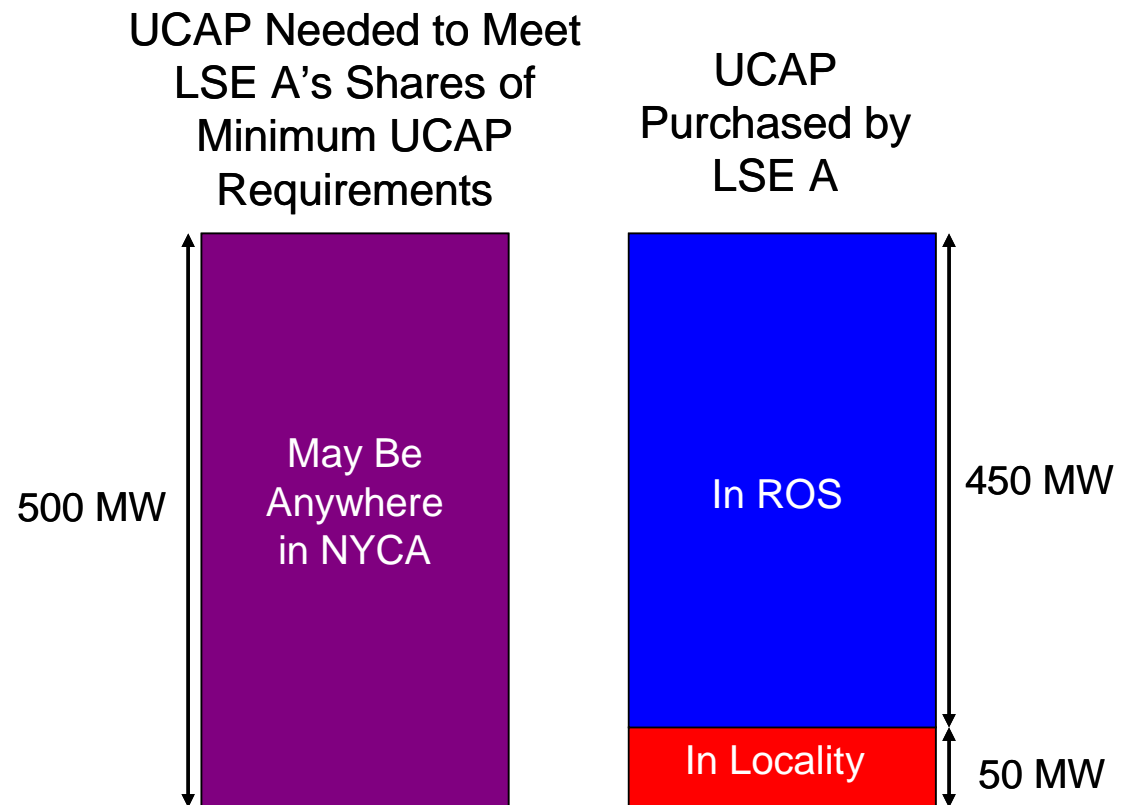 UCAP Needed to Meet
LSE A’s Shares of
Minimum UCAP
Requirements
UCAP
Purchased by
LSE A
500 MW
May Be
Anywhere
in NYCA
In ROS
450 MW
In Locality
50 MW